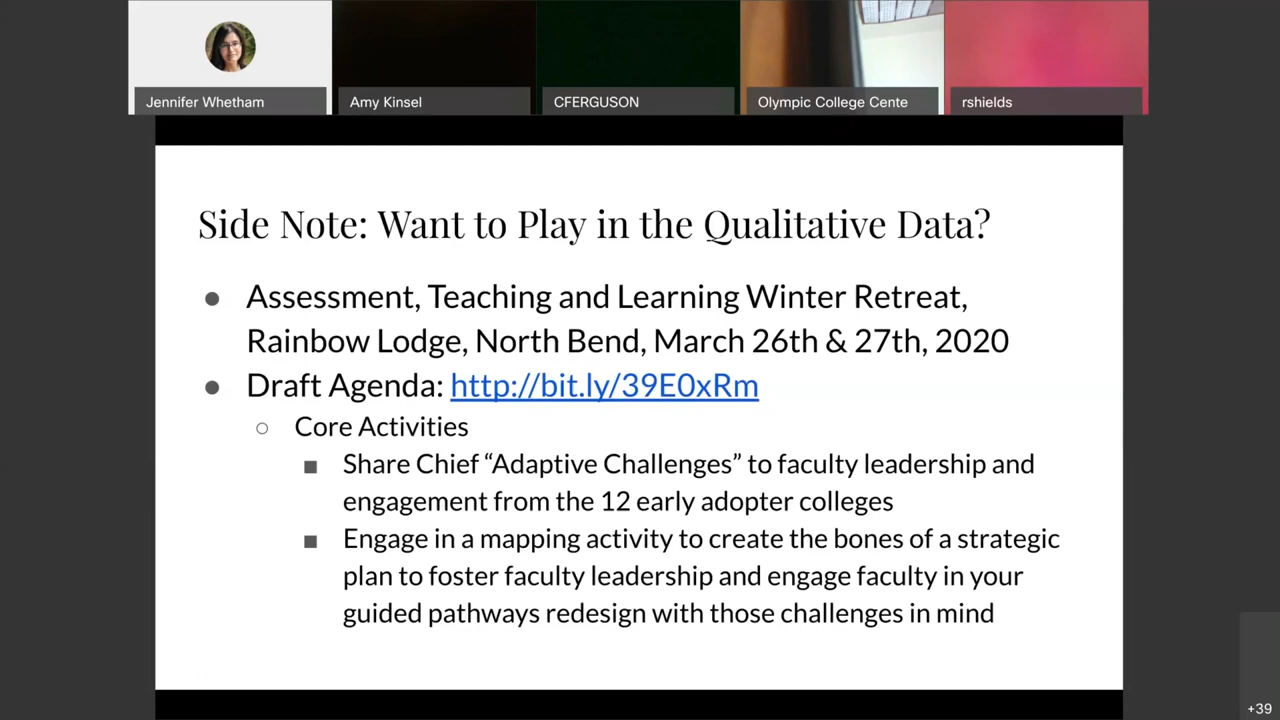 Jennifer Whetham
Amy Kinsel
CFERGUSON
Olympic College Cente
rshields
Side Note: Want to Play in the Qualitative Data?
● Assessment, Teaching and Learning Winter Retreat,
Rainbow Lodge, North Bend, March 26th & 27th, 2020
● Draft Agenda: http://bit.ly/39E0xRm
○ Core Activities
■ Share Chief “Adaptive Challenges” to faculty leadership and
engagement from the 12 early adopter colleges
■ Engage in a mapping activity to create the bones of a strategic
plan to foster faculty leadership and engage faculty in your
guided pathways redesign with those challenges in mind
+39